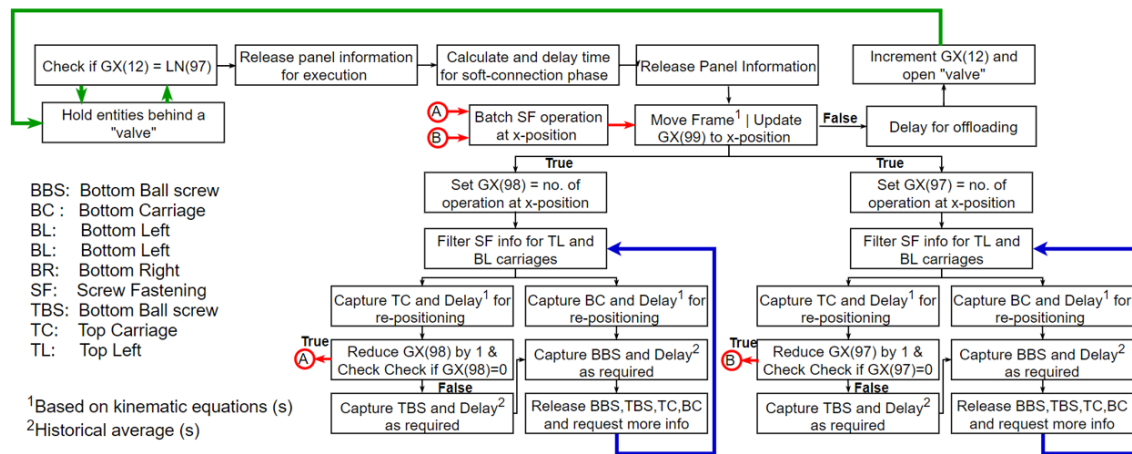 Check if GX(12) = LN(97)
Release panel information
for execution
Calculate and delay time
for soft-connection phase
Release Panel Information
Increment GX(12) and
open "valve"
Hold entities behind a
"valve"
A
B
Batch SF operation
at x-position
Move Frame¹ | Update
GX(99) to x-position
False
Delay for offloading
True
True
Set GX(98) = no. of
operation at x-position
Set GX(97) = no. of
operation at x-position
Filter SF info for TL and
BL carriages
Filter SF info for TL and
BL carriages
Capture TC and Delay¹ for
re-positioning
Capture BC and Delay¹ for
re-positioning
Capture TC and Delay¹ for
re-positioning
Capture BC and Delay¹ for
re-positioning
True
A
Reduce GX(98) by 1 &
Check Check if GX(98)=0
False
Capture BBS and Delay²
as required
True
B
Reduce GX(97) by 1 &
Check Check if GX(97)=0
False
Capture BBS and Delay²
as required
Capture TBS and Delay²
as required
Release BBS,TBS,TC,BC
and request more info
Capture TBS and Delay²
as required
Release BBS,TBS,TC,BC
and request more info
BBS: Bottom Ball screw
BC : Bottom Carriage
BL: Bottom Left
BL: Bottom Left
BR: Bottom Right
SF: Screw Fastening
TBS: Bottom Ball screw
TC: Top Carriage
TL: Top Left
¹Based on kinematic equations (s)
²Historical average (s)